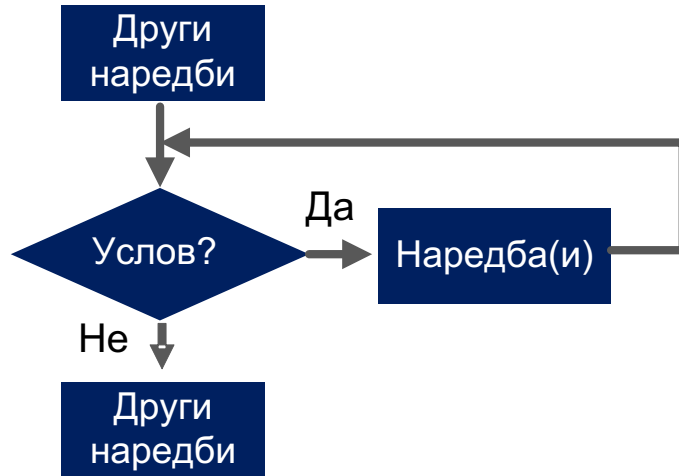 Други
наредби
Да
Услов?
Наредба(и)
Не
Други
наредби